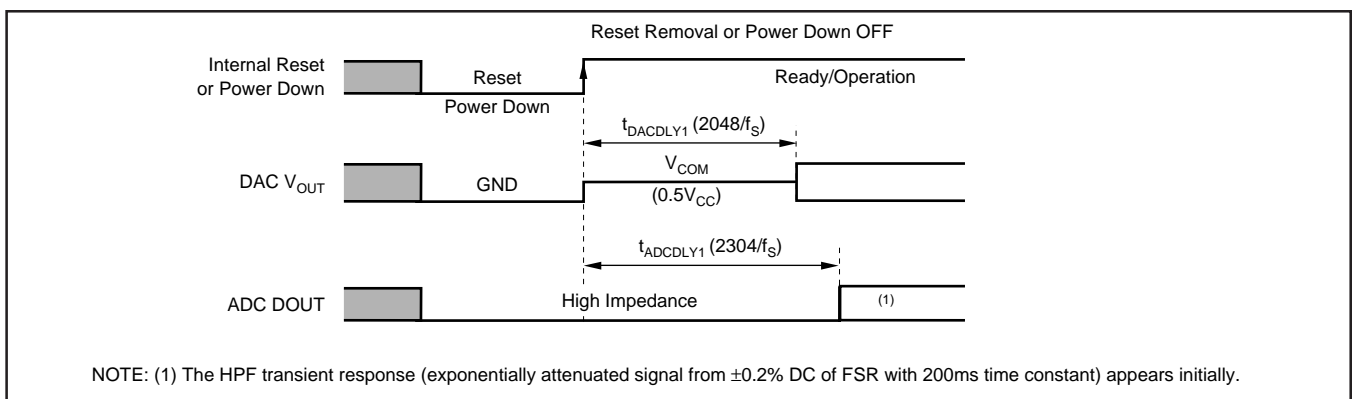 Reset Removal or Power Down OFF
Internal Reset
or Power Down
Reset
Power Down
Ready/Operation
tDACDLY1 (2048/fS)
DAC VOUT
GND
VCOM
(0.5VCC)
tADCDLY1 (2304/fS)
ADC DOUT
High Impedance
(1)
NOTE: (1) The HPF transient response (exponentially attenuated signal from ±0.2% DC of FSR with 200ms time constant) appears initially.